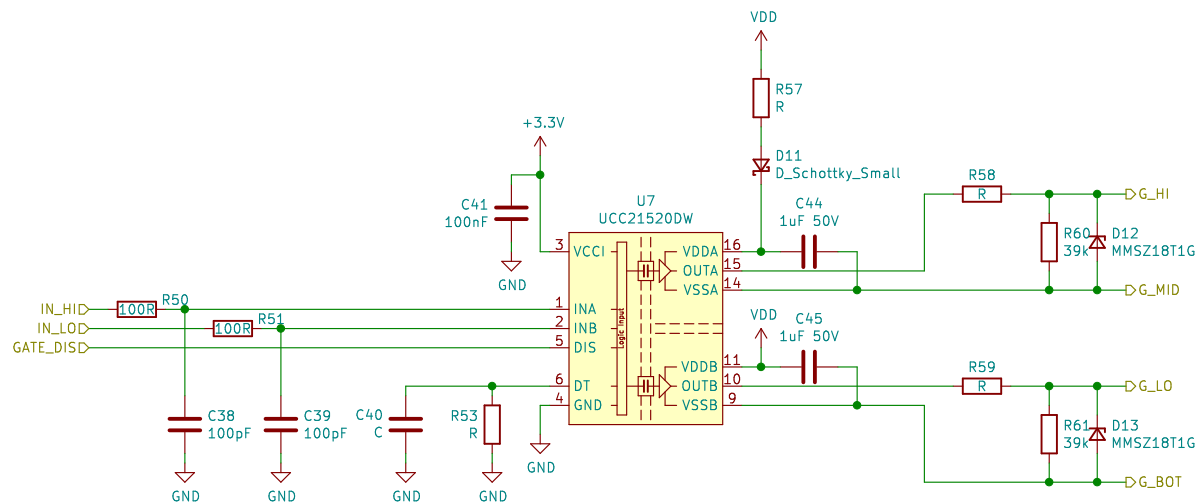 VDD
R57
R
+3.3V
D11
D_Schottky_Small
C41
100nF
GND
U7
UCC21520DW
C44
1uF 50V
R58
R
G_HI
R60
39k
D12
MMSZ18T1G
G_MID
3
VCCI
VDDA
16
OUTA
15
VSSA
14
IN_HI
100R
R50
1
INA
IN_LO
100R
R51
2
INB
GATE_DIS
5
DIS
Logic Input
VDD
C45
1uF 50V
VDDB
11
OUTB
10
VSSB
9
6
DT
4
GND
R59
R
G_LO
R61
39k
D13
MMSZ18T1G
G_BOT
C38
100pF
C39
100pF
C40
C
R53
R
GND
GND
GND
GND
GND